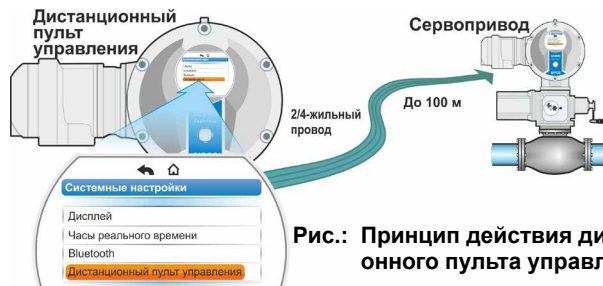 Дистанционный
пульт
управления
Сервопривод
2/4-жильный
провод
До 100 м
Системные настройки
Дисплей
Часы реального времени
Bluetooth
Дистанционный пульт управления
Рис.: Принцип действия ди
онного пульта управл